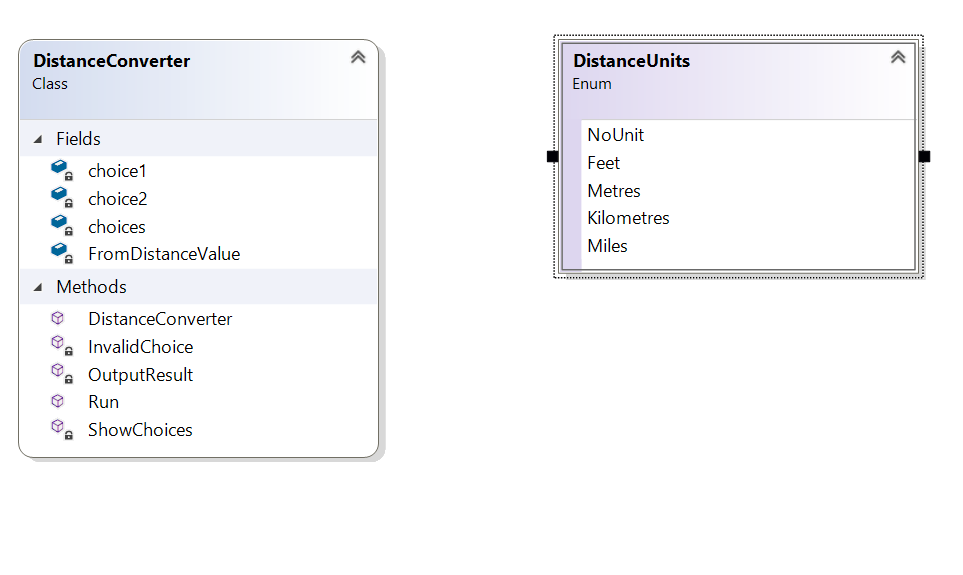 DistanceConverter
Class
Fields
choice1
choice2
choices
FromDistanceValue
Methods
DistanceConverter
InvalidChoice
OutputResult
Run
ShowChoices
DistanceUnits
Enum
NoUnit
Feet
Metres
Kilometres
Miles